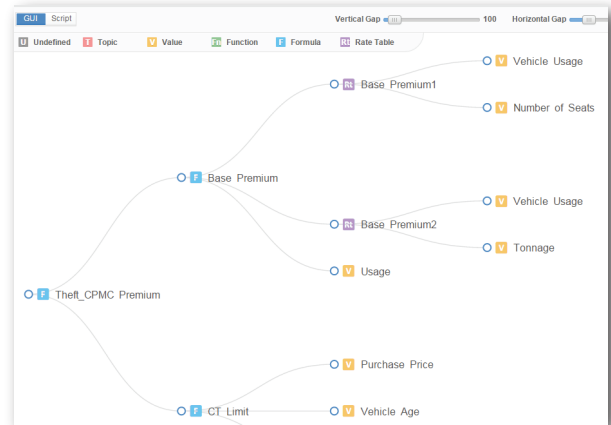 GUI Script Vertical Gap 100 Horizontal Gap
U Undefined T Topic V Value Fn Function F Formula Rt Rate Table
V Vehicle Usage
Rt Base Premium1
V Number of Seats
F Base Premium
V Vehicle Usage
Rt Base Premium2
V Tonnage
V Usage
F Theft_CPMC Premium
V Purchase Price
F CT Limit V Vehicle Age